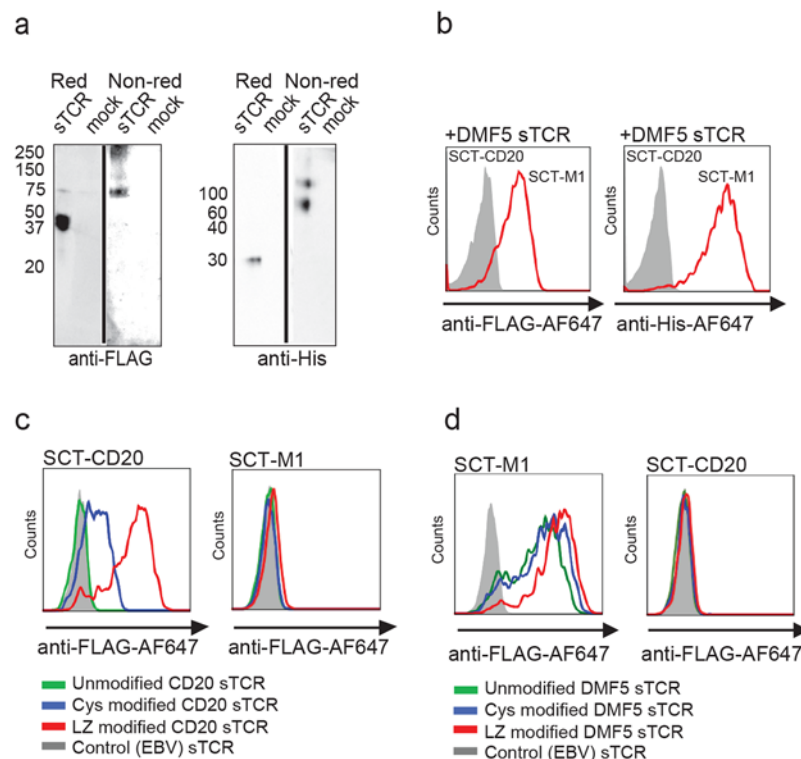 a
Red Non-red
sTCR mock sTCR mock
250
150
75
50
37
20
anti-FLAG
Red Non-red
sTCR mock sTCR mock
100
60
40
30
anti-His
b
+DMF5 sTCR
SCT-CD20
SCT-M1
Counts
anti-FLAG-AF647
+DMF5 sTCR
SCT-CD20
SCT-M1
Counts
anti-His-AF647
c
SCT-CD20
Counts
anti-FLAG-AF647
SCT-M1
Counts
anti-FLAG-AF647
Unmodified CD20 sTCR
Cys modified CD20 sTCR
LZ modified CD20 sTCR
Control (EBV) sTCR
d
SCT-M1
Counts
anti-FLAG-AF647
SCT-CD20
Counts
anti-FLAG-AF647
Unmodified DMF5 sTCR
Cys modified DMF5 sTCR
LZ modified DMF5 sTCR
Control (EBV) sTCR